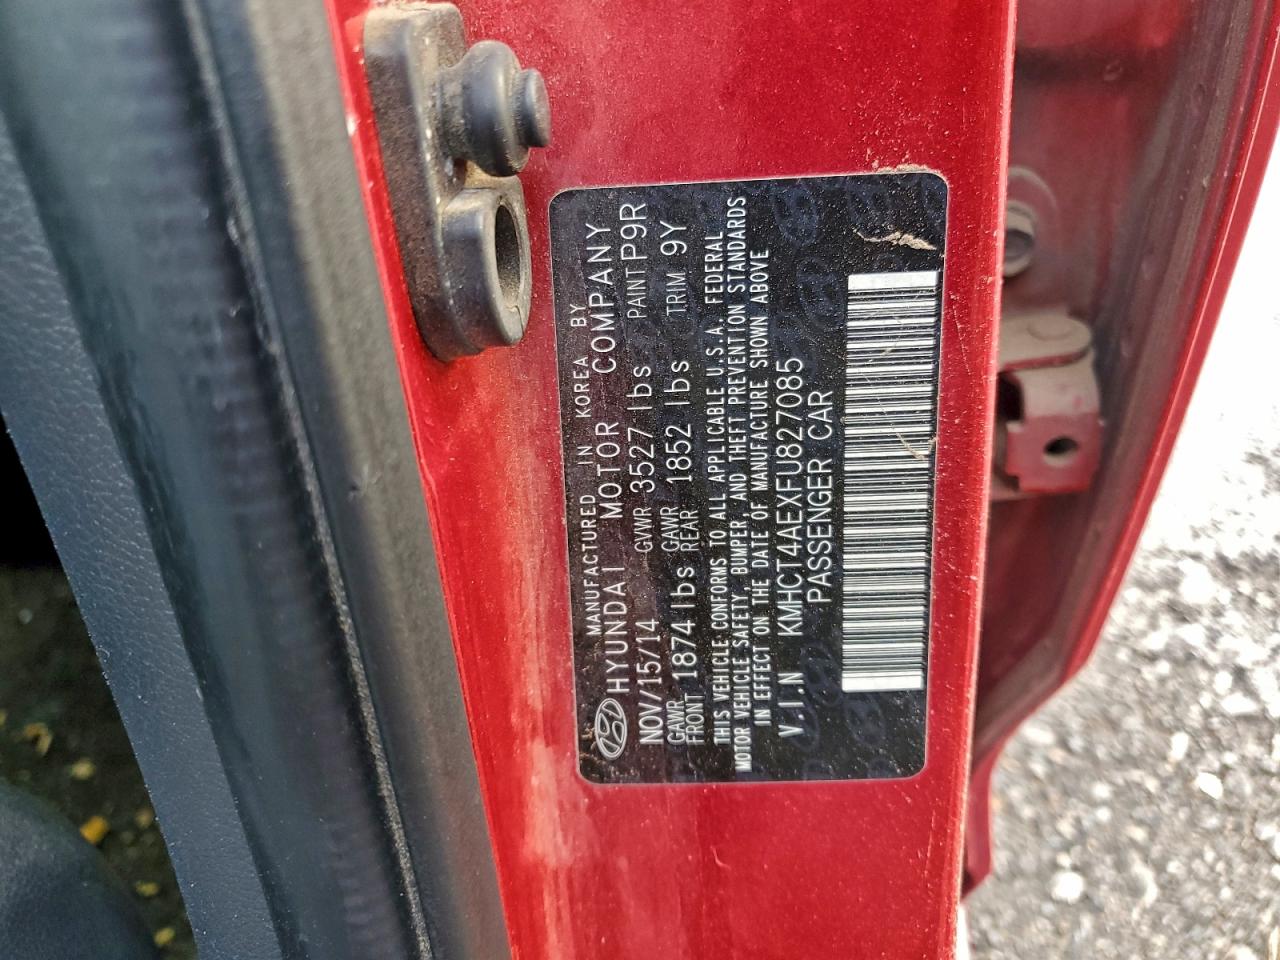 MANUFACTURED IN KOREA BY
HYUNDAI MOTOR COMPANY
NOV/15/14 GVWR 3527 lbs PAINT P9R
GAWR FRONT 1874 lbs GAWR REAR 1852 lbs TRIM 9Y
THIS VEHICLE CONFORMS TO ALL APPLICABLE U.S.A. FEDERAL
MOTOR VEHICLE SAFETY, BUMPER, AND THEFT PREVENTION STANDARDS
IN EFFECT ON THE DATE OF MANUFACTURE SHOWN ABOVE
V.I.N KMHCT4AEXFU827085
PASSENGER CAR